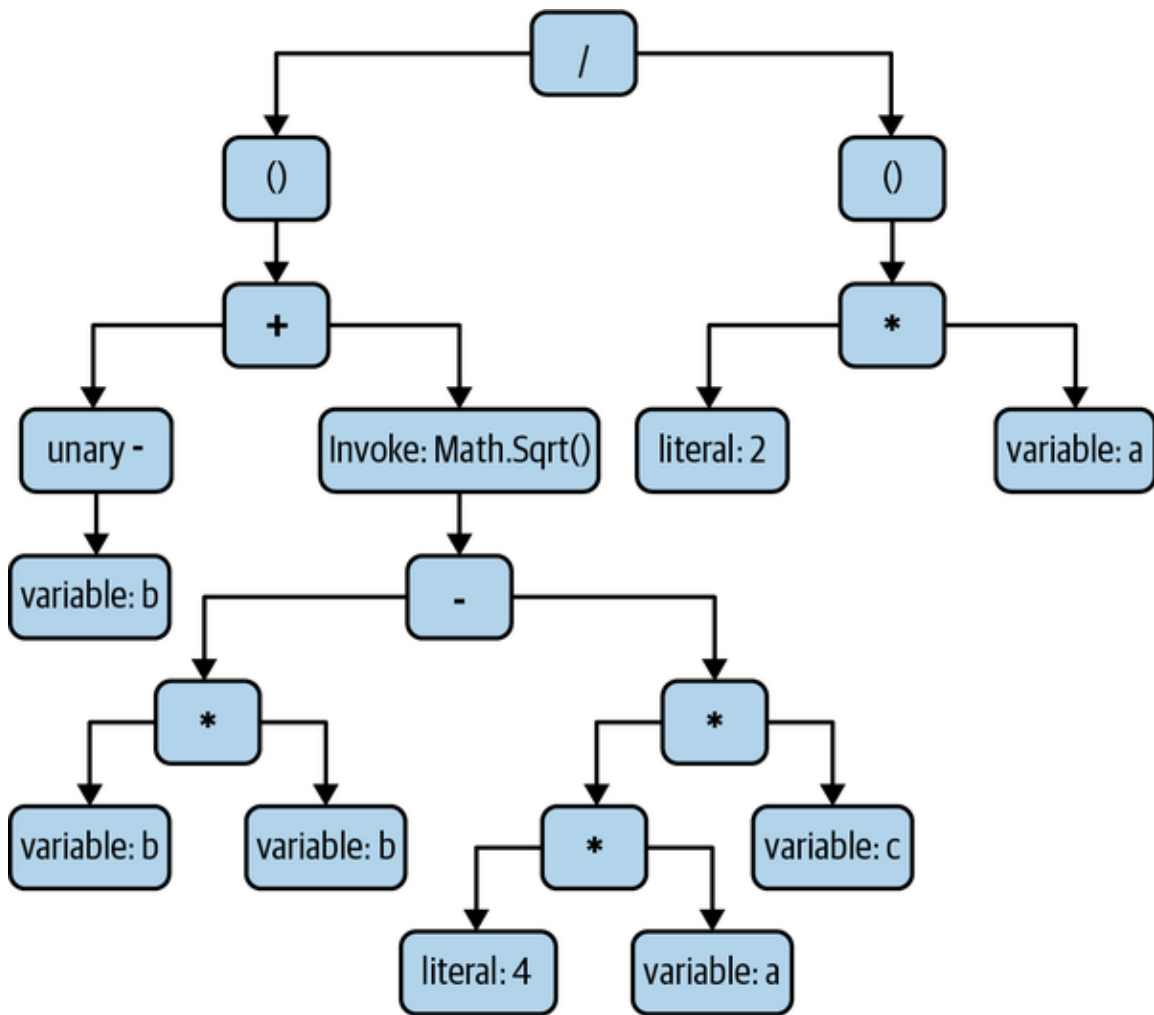 /
()
()
+
*
unary -
Invoke: Math.Sqrt()
literal: 2
variable: a
variable: b
-
*
*
variable: b
variable: b
*
variable: c
literal: 4
variable: a